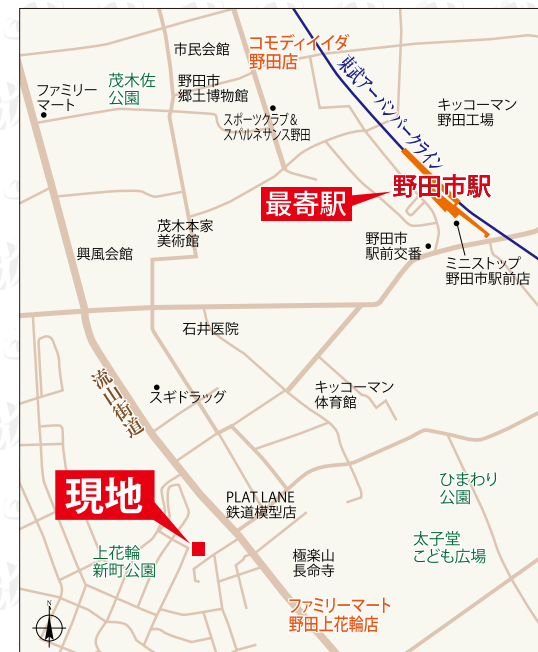 市民会館
コモディイイダ
野田店
東武アーバンパークライン
ファミリー
マート
茂木佐
公園
野田市
郷土博物館
スポーツクラブ&
スパルネサンス野田
キッコーマン
野田工場
最寄駅
野田市駅
茂木本家
美術館
興風会館
野田市
駅前交番
ミニストップ
野田市駅前店
石井医院
流山街道
スギドラッグ
キッコーマン
体育館
現地
PLAT LANE
鉄道模型店
ひまわり
公園
上花輪
新町公園
極楽山
長命寺
太子堂
こども広場
ファミリーマート
野田上花輪店
N